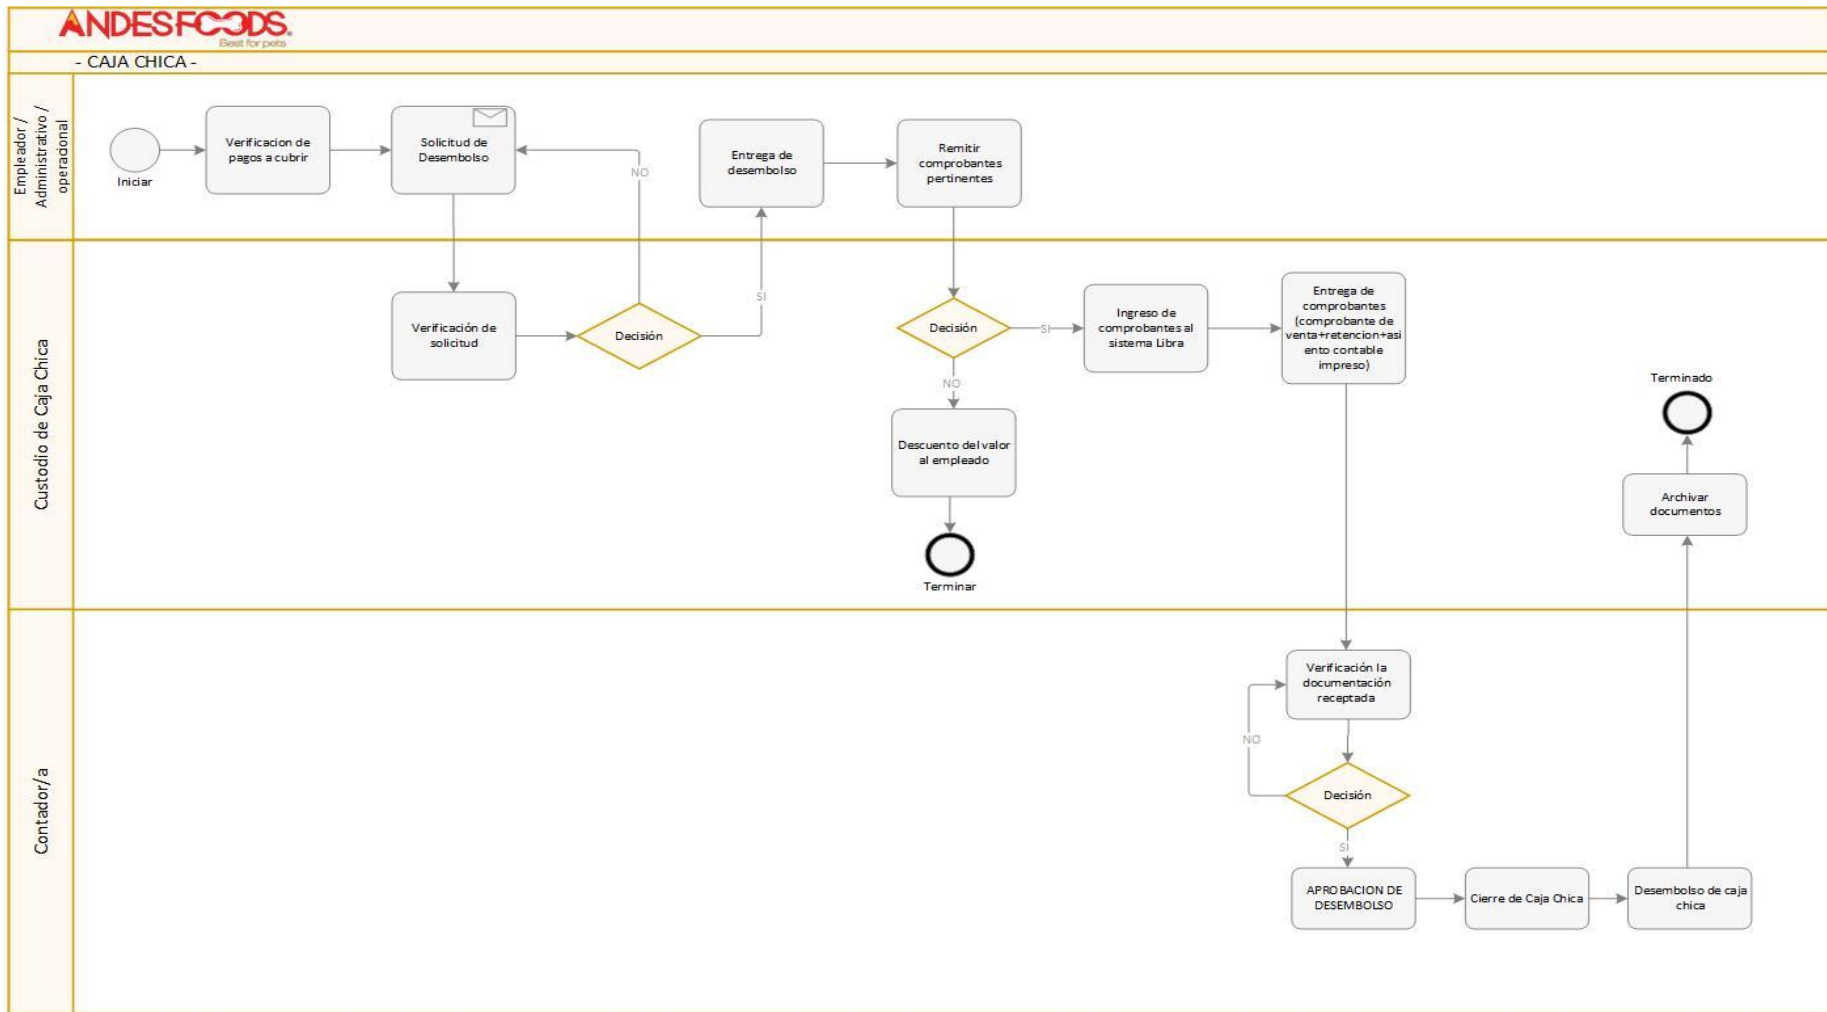 ANDESFOODS.
Best for pets
- CAJA CHICA -
Empleador /
Administrativo /
operacional
Iniciar
Verificacion de
pagos a cubrir
Solicitud de
Desembolso
NO
Entrega de
desembolso
Remitir
comprobantes
pertinentes
Custodio de Caja Chica
Verificación de
solicitud
Decisión
SI
Decisión
SI
NO
Ingreso de
comprobantes al
sistema Libra
Entrega de
comprobantes
(comprobante de
venta+retencion+asi
ento contable
impreso)
Descuento del valor
al empleado
Terminar
Terminado
Archivar
documentos
Contador/a
Verificación la
documentación
receptada
NO
Decisión
SI
APROBACION DE
DESEMBOLSO
Cierre de Caja Chica
Desembolso de caja
chica